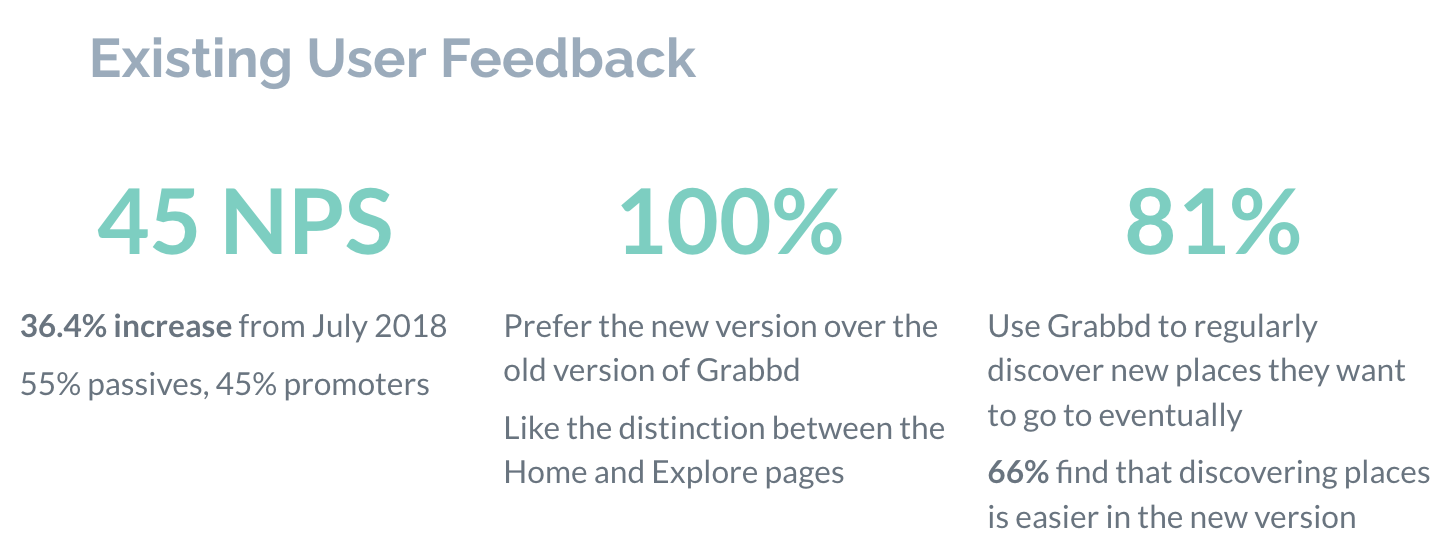 Existing User Feedback
45 NPS
36.4% increase from July 2018
55% passives, 45% promoters
100%
Prefer the new version over the
old version of Grabbd
Like the distinction between the
Home and Explore pages
81%
Use Grabbd to regularly
discover new places they want
to go to eventually
66% find that discovering places
is easier in the new version